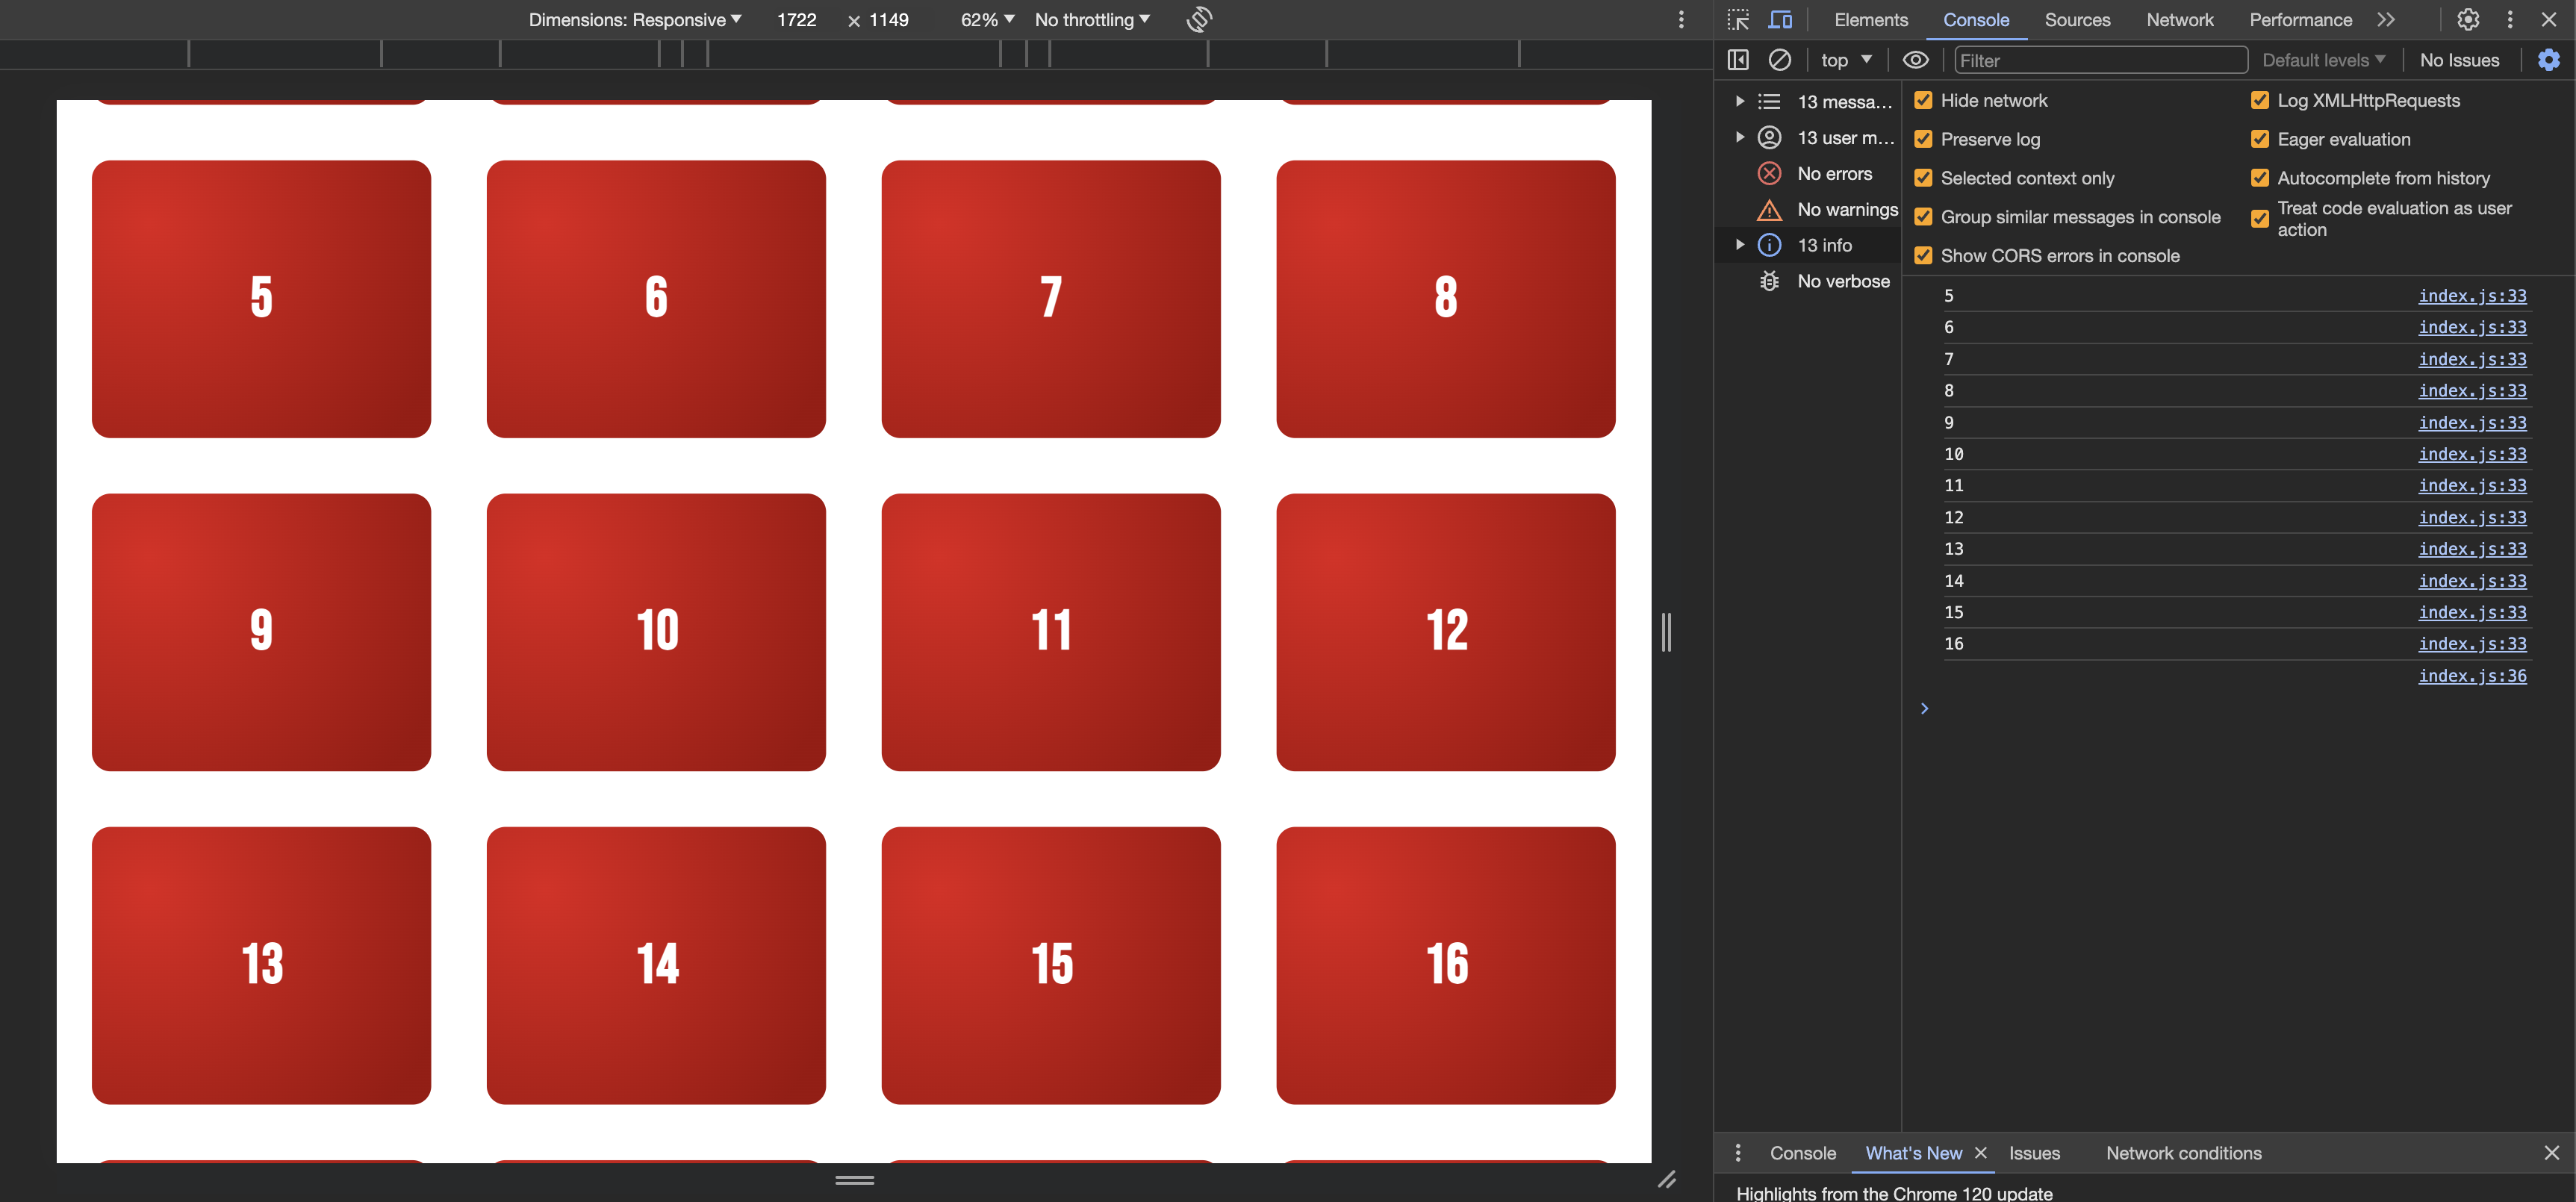 Dimensions: Responsive 1722 × 1149 62% No throttling
Elements Console Sources Network Performance
top Filter Default levels No Issues
13 messa...
13 user m...
No errors
No warnings
13 info
No verbose
Hide network Log XMLHttpRequests
Preserve log Eager evaluation
Selected context only Autocomplete from history
Group similar messages in console Treat code evaluation as user
action
Show CORS errors in console
5 6 7 8
9 10 11 12
13 14 15 16
5 index.js:33
6 index.js:33
7 index.js:33
8 index.js:33
9 index.js:33
10 index.js:33
11 index.js:33
12 index.js:33
13 index.js:33
14 index.js:33
15 index.js:33
16 index.js:33
index.js:36
Console What's New Issues Network conditions
Highlights from the Chrome 120 update